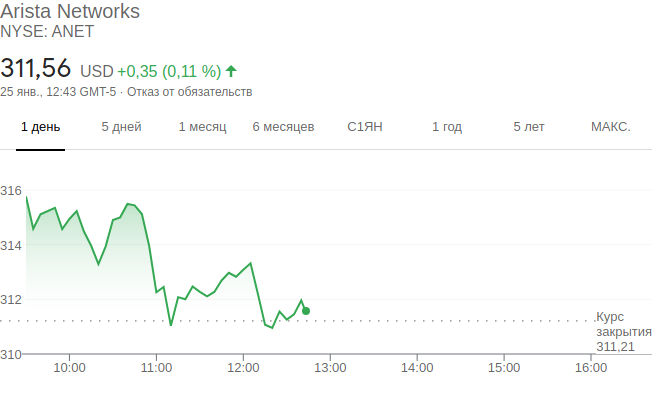 Arista Networks
NYSE: ANET
311,56 USD +0,35 (0,11 %)
25 янв., 12:43 GMT-5 · Отказ от обязательств
1 день 5 дней 1 месяц 6 месяцев С1ЯН 1 год 5 лет МАКС.
316
314
312
Курс
закрытия
311,21
310
10:00 11:00 12:00 13:00 14:00 15:00 16:00